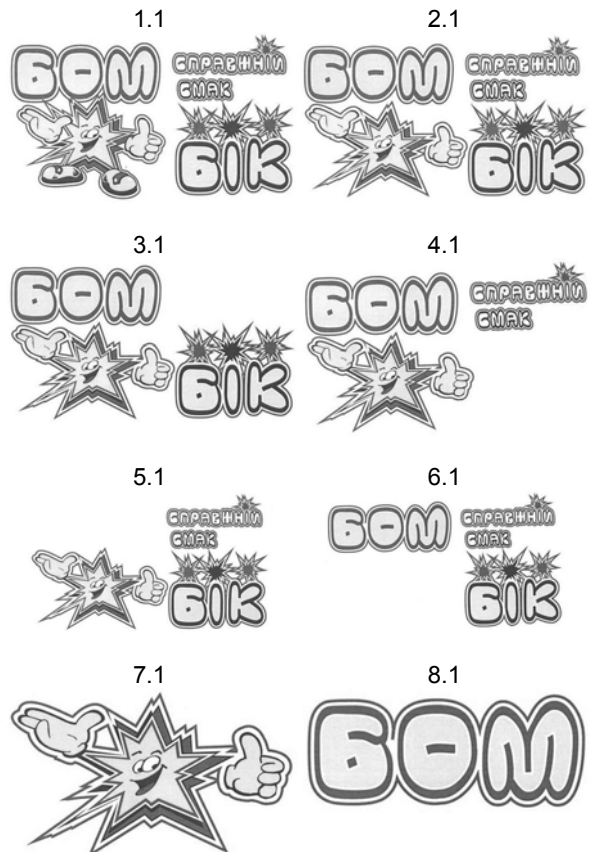 1.1
БОМ
СПРАВЖНІЙ
СМАК
БІК
2.1
БОМ
СПРАВЖНІЙ
СМАК
БІК
3.1
БОМ
БІК
4.1
БОМ
СПРАВЖНІЙ
СМАК
5.1
СПРАВЖНІЙ
СМАК
БІК
6.1
БОМ
СПРАВЖНІЙ
СМАК
БІК
7.1
8.1
БОМ